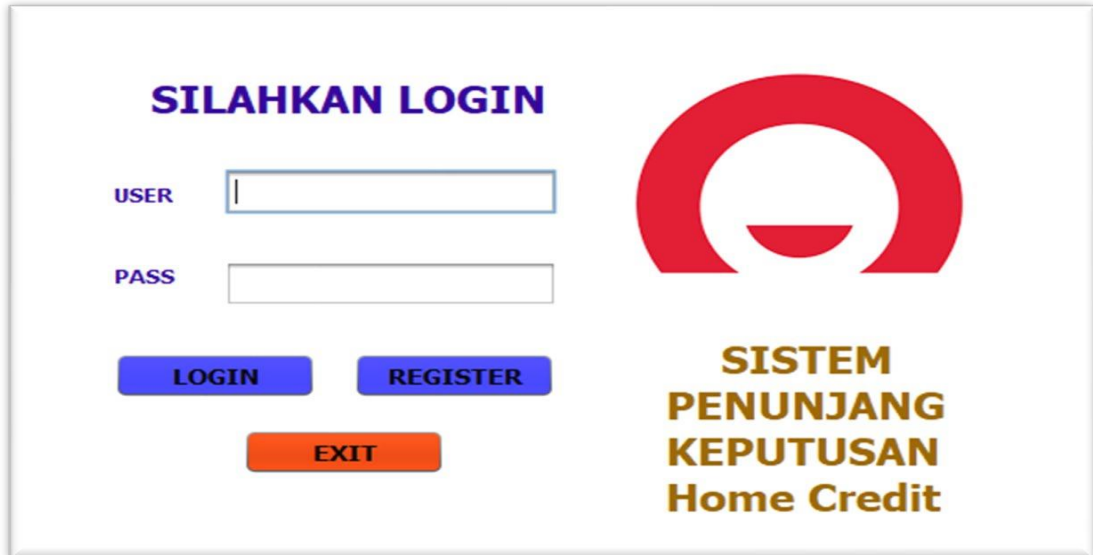 SILAHKAN LOGIN
USER
PASS
LOGIN
REGISTER
EXIT
SISTEM
PENUNJANG
KEPUTUSAN
Home Credit